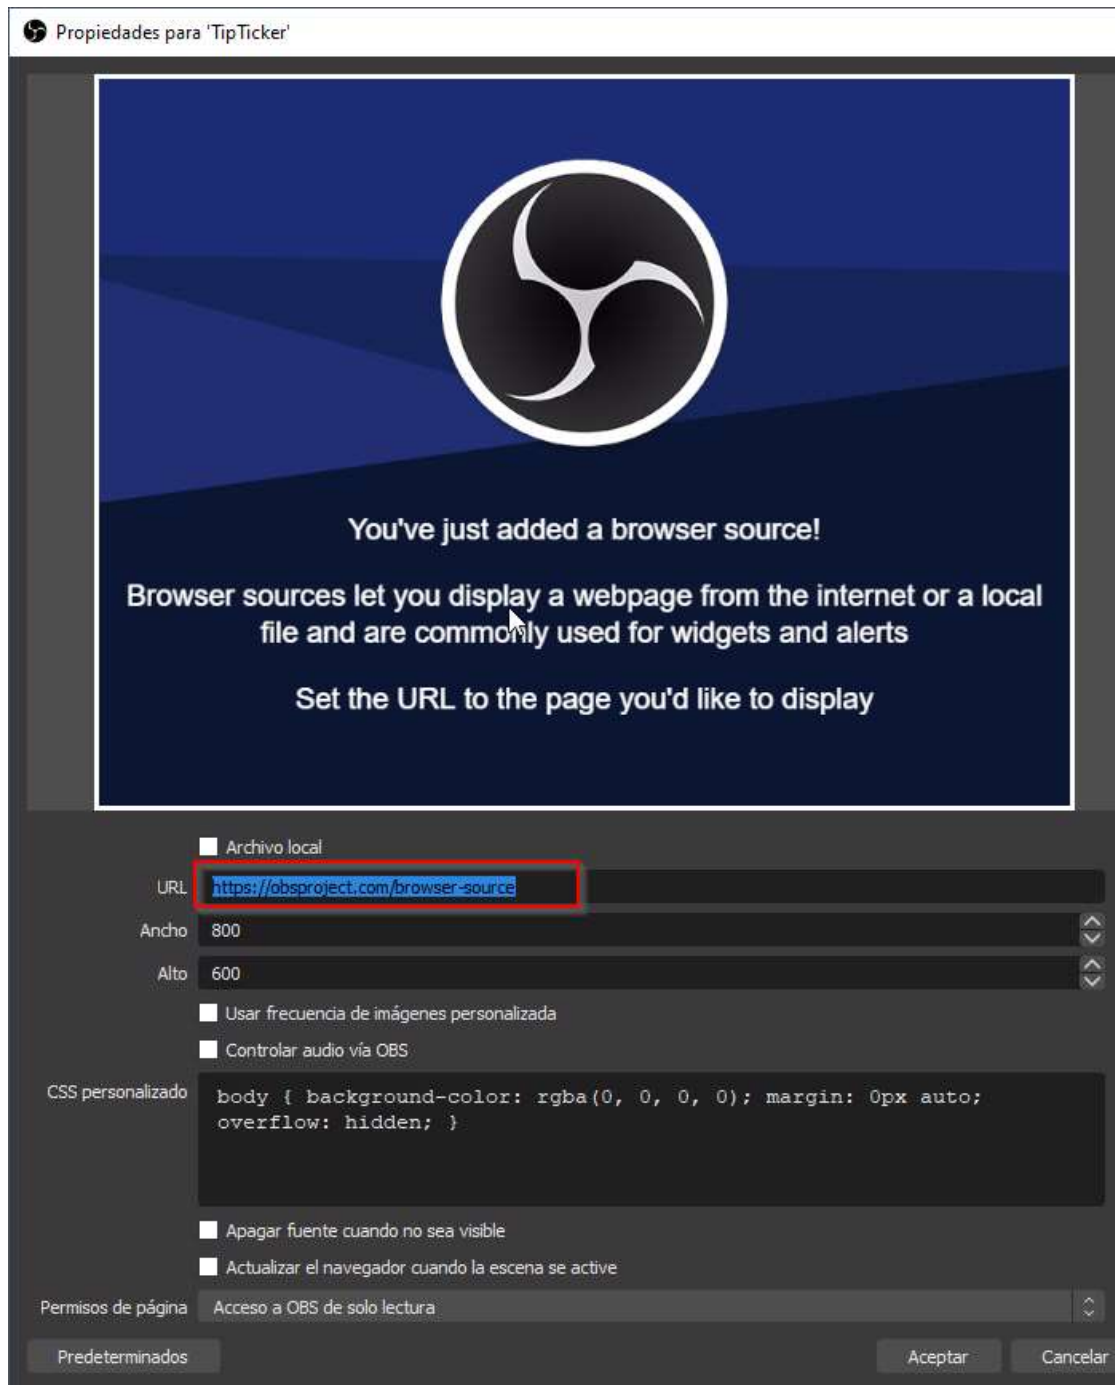 Propiedades para 'TipTicker'
You've just added a browser source!
Browser sources let you display a webpage from the internet or a local
file and are commonly used for widgets and alerts
Set the URL to the page you'd like to display
Archivo local
URL https://obsproject.com/browser-source
Ancho 800
Alto 600
Usar frecuencia de imágenes personalizada
Controlar audio vía OBS
CSS personalizado body { background-color: rgba(0, 0, 0, 0); margin: 0px auto;
overflow: hidden; }
Apagar fuente cuando no sea visible
Actualizar el navegador cuando la escena se active
Permisos de página Acceso a OBS de solo lectura
Predeterminados Aceptar Cancelar